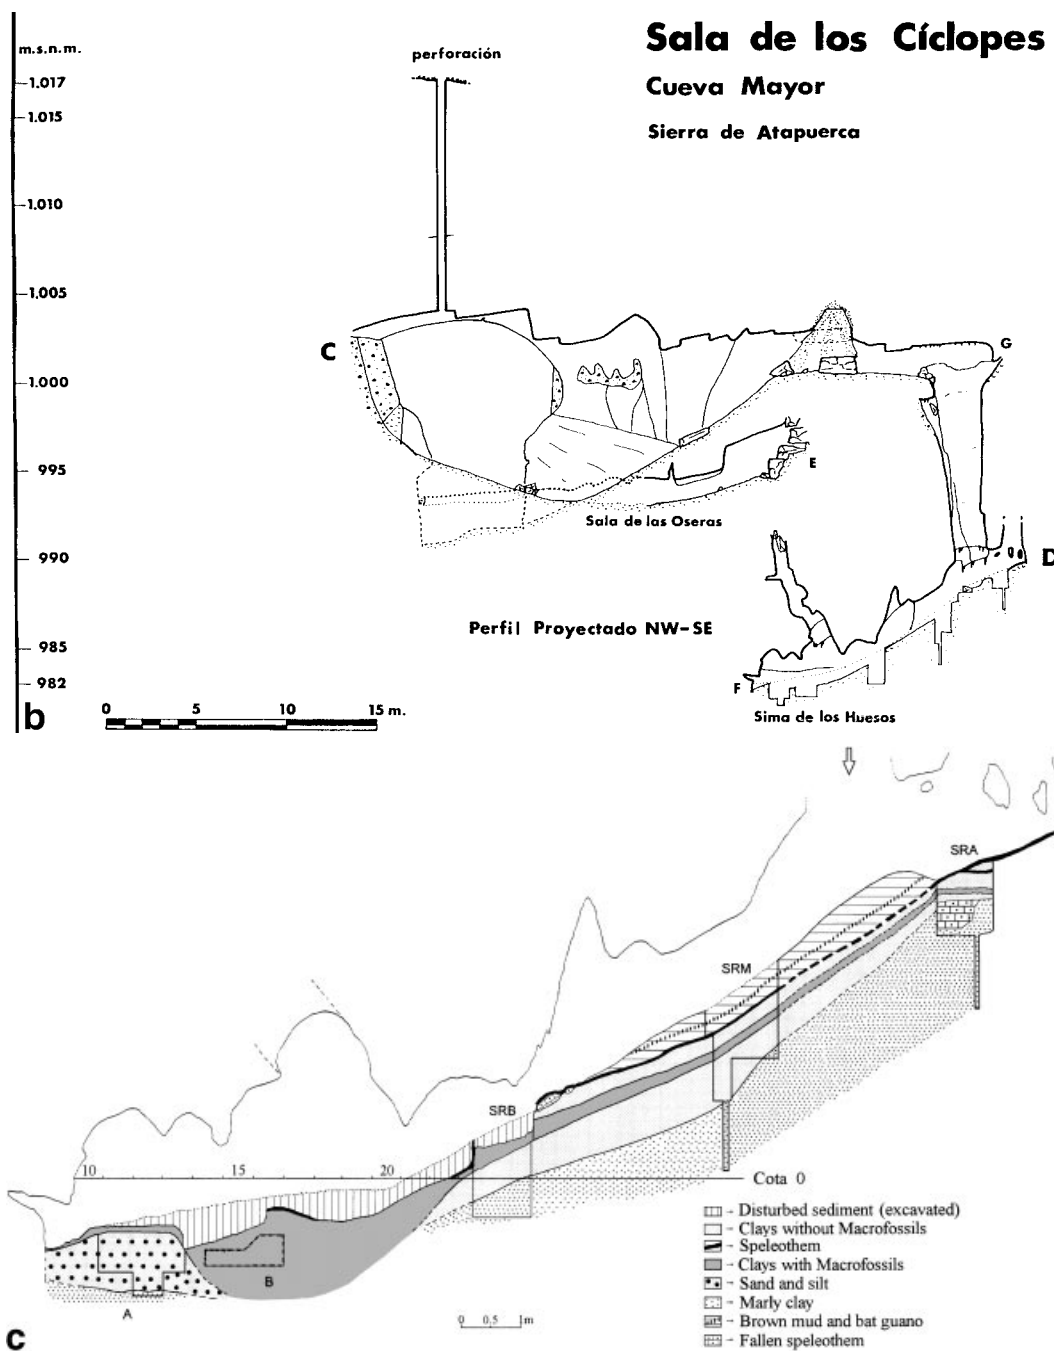 Sala de los Cíclopes
Cueva Mayor
Sierra de Atapuerca
m.s.n.m.
perforación
1.017
1.015
1.010
1.005
C
G
1.000
995
E
Sala de las Oseras
990
D
Perfil Proyectado NW-SE
985
982
F
b
0 5 10 15 m.
Sima de los Huesos
SRA
SRM
SRB
10 15 20
Cota 0
- Disturbed sediment (excavated)
- Clays without Macrofossils
- Speleothem
- Clays with Macrofossils
- Sand and silt
- Marly clay
- Brown mud and bat guano
- Fallen speleothem
B
A
0 0.5 1m
c